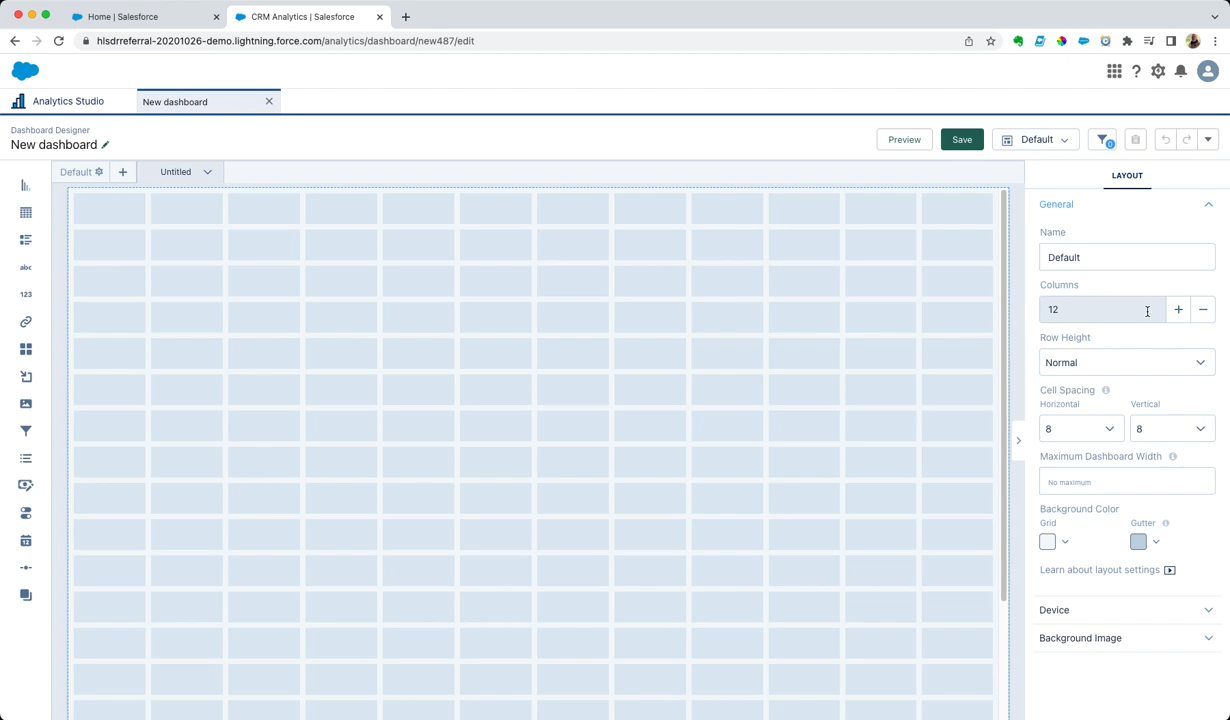 Home | Salesforce
CRM Analytics | Salesforce
hlsdrreferral-20201026-demo.lightning.force.com/analytics/dashboard/new487/edit
Analytics Studio
New dashboard
Dashboard Designer
New dashboard
Preview
Save
Default
0
Default
Untitled
LAYOUT
General
Name
Default
Columns
12
Row Height
Normal
Cell Spacing
Horizontal
Vertical
8
8
Maximum Dashboard Width
No maximum
Background Color
Grid
Gutter
Learn about layout settings
Device
Background Image
abc
123
12